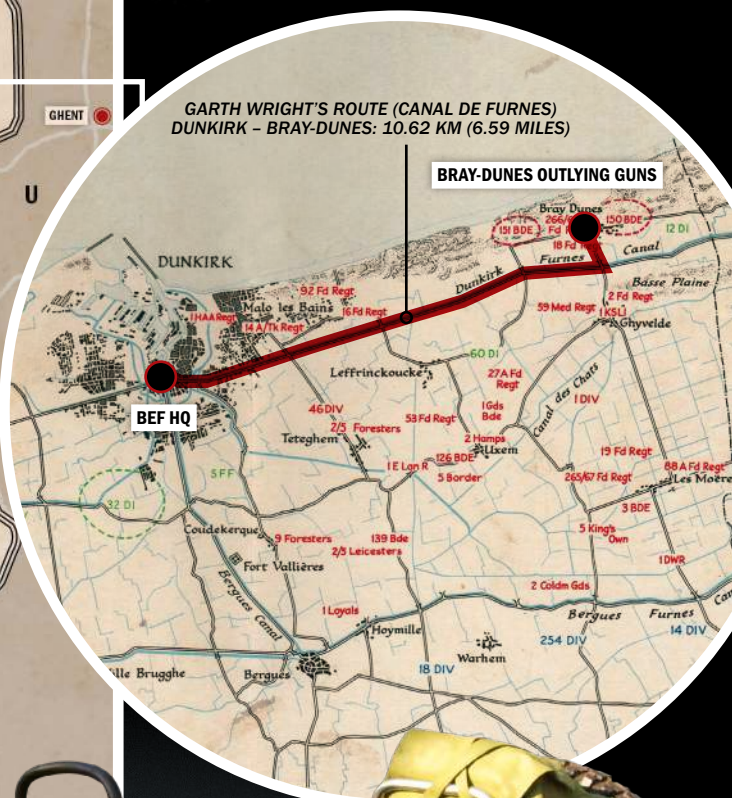 GHENT
U
GARTH WRIGHT'S ROUTE (CANAL DE FURNES)
DUNKIRK – BRAY-DUNES: 10.62 KM (6.59 MILES)
BRAY-DUNES OUTLYING GUNS
Bray Dunes
151 BDE
150 BDE
18 Fd
12 DI
Canal
Furnes
Dunkirk
Basse Plaine
DUNKIRK
92 Fd Regt
1 HAA Regt
Malo les Bains
14 A/Tk Regt
16 Fd Regt
59 Med Regt
2 Fd Regt
1 KSLI
Ghyvelde
60 DI
Leffrinckoucke
27 A Fd
Regt
Canal des Chats
1 DIV
BEF HQ
46 DIV
2/5 Foresters
53 Fd Regt
1 Gds
Bde
2 Hamps
Uxem
Teteghem
126 BDE
1 E Lan R
5 Border
19 Fd Regt
88 A Fd Regt
265/67 Fd Regt
Les Moëre
5 FF
32 DI
3 BDE
Coudekerque
9 Foresters
139 Bde
2/5 Leicesters
5 King's
Own
Fort Vallières
1 DWR
Bergues Canal
2 Coldm Gds
1 Loyals
Hoymille
Bergues Furnes
254 DIV
14 DIV
Warhem
18 DIV
lle Brugghe
Bergues